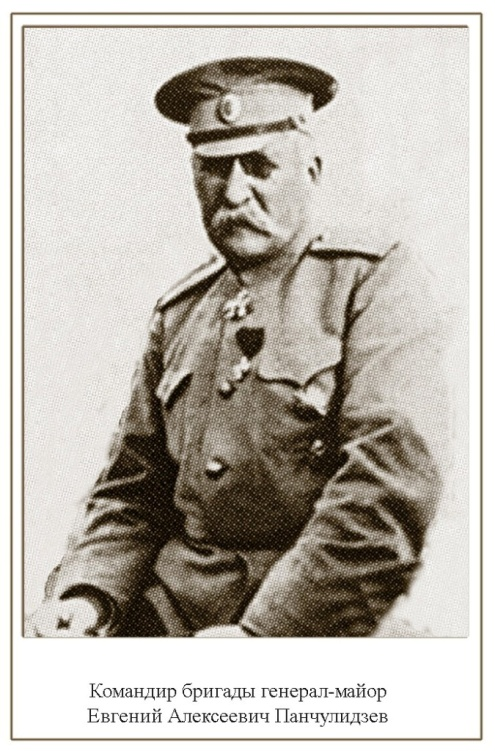 Командир бригады генерал-майор
Евгений Алексеевич Панчулидзев